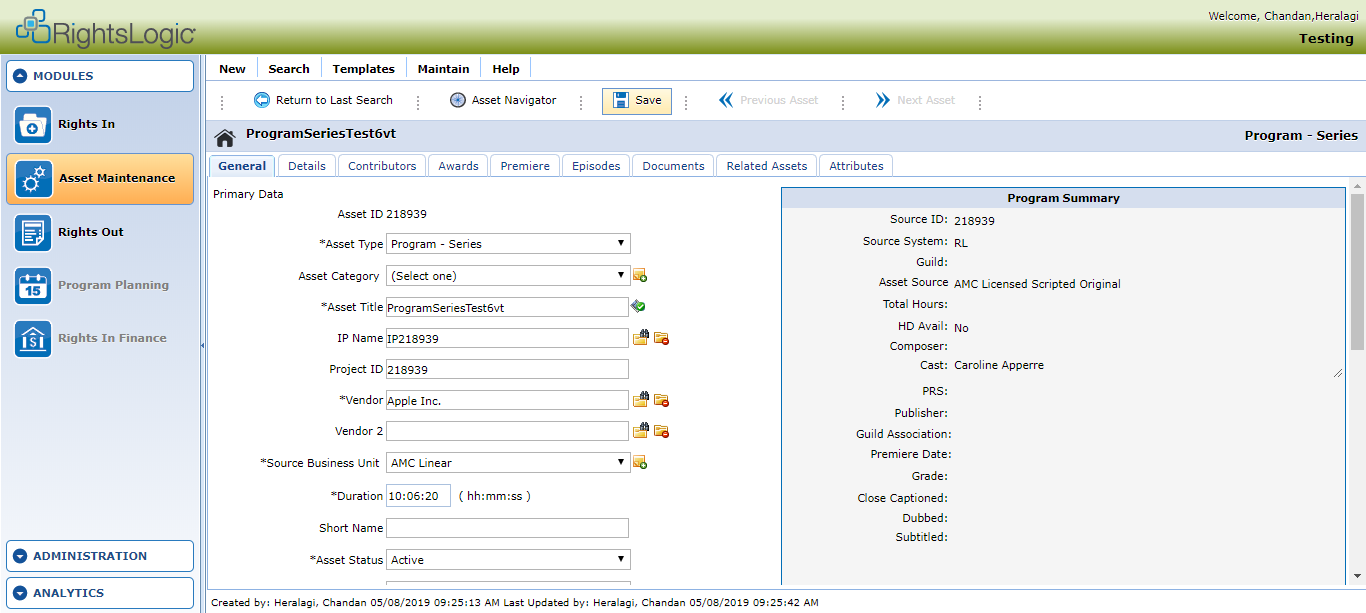 RightsLogic
Welcome, Chandan,Heralagi
Testing
MODULES
Rights In
Asset Maintenance
Rights Out
15
Program Planning
$
Rights In Finance
ADMINISTRATION
ANALYTICS
New Search Templates Maintain Help
Return to Last Search Asset Navigator Save Previous Asset Next Asset
ProgramSeriesTest6vt
Program - Series
General Details Contributors Awards Premiere Episodes Documents Related Assets Attributes
Primary Data
Asset ID 218939
*Asset Type Program - Series
Asset Category (Select one)
*Asset Title ProgramSeriesTest6vt
IP Name IP218939
Project ID 218939
*Vendor Apple Inc.
Vendor 2
*Source Business Unit AMC Linear
*Duration 10:06:20 ( hh:mm:ss )
Short Name
*Asset Status Active
Program Summary
Source ID: 218939
Source System: RL
Guild:
Asset Source AMC Licensed Scripted Original
Total Hours:
HD Avail: No
Composer:
Cast: Caroline Apperre
PRS:
Publisher:
Guild Association:
Premiere Date:
Grade:
Close Captioned:
Dubbed:
Subtitled:
Created by: Heralagi, Chandan 05/08/2019 09:25:13 AM Last Updated by: Heralagi, Chandan 05/08/2019 09:25:42 AM